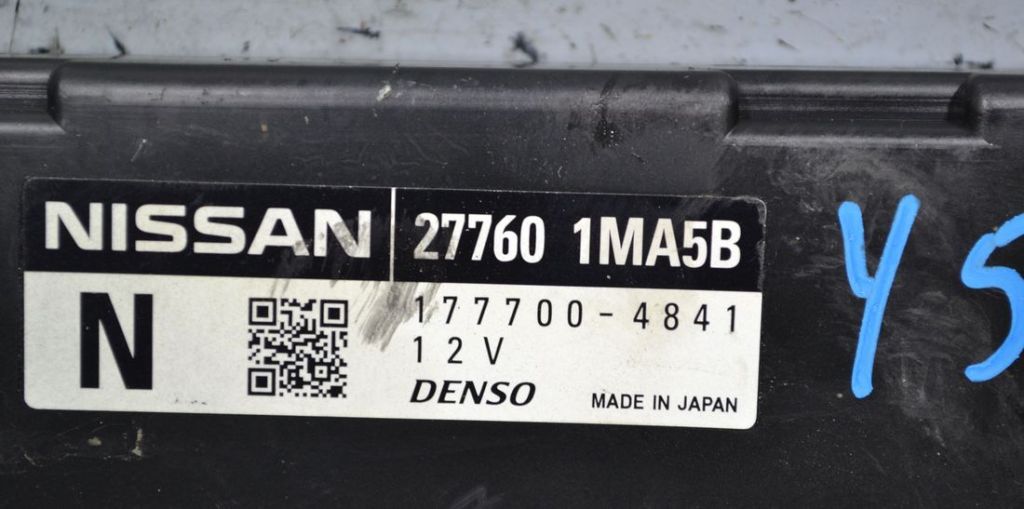 NISSAN 27760 1MA5B
N
177700-4841
12V
DENSO
MADE IN JAPAN
Y5